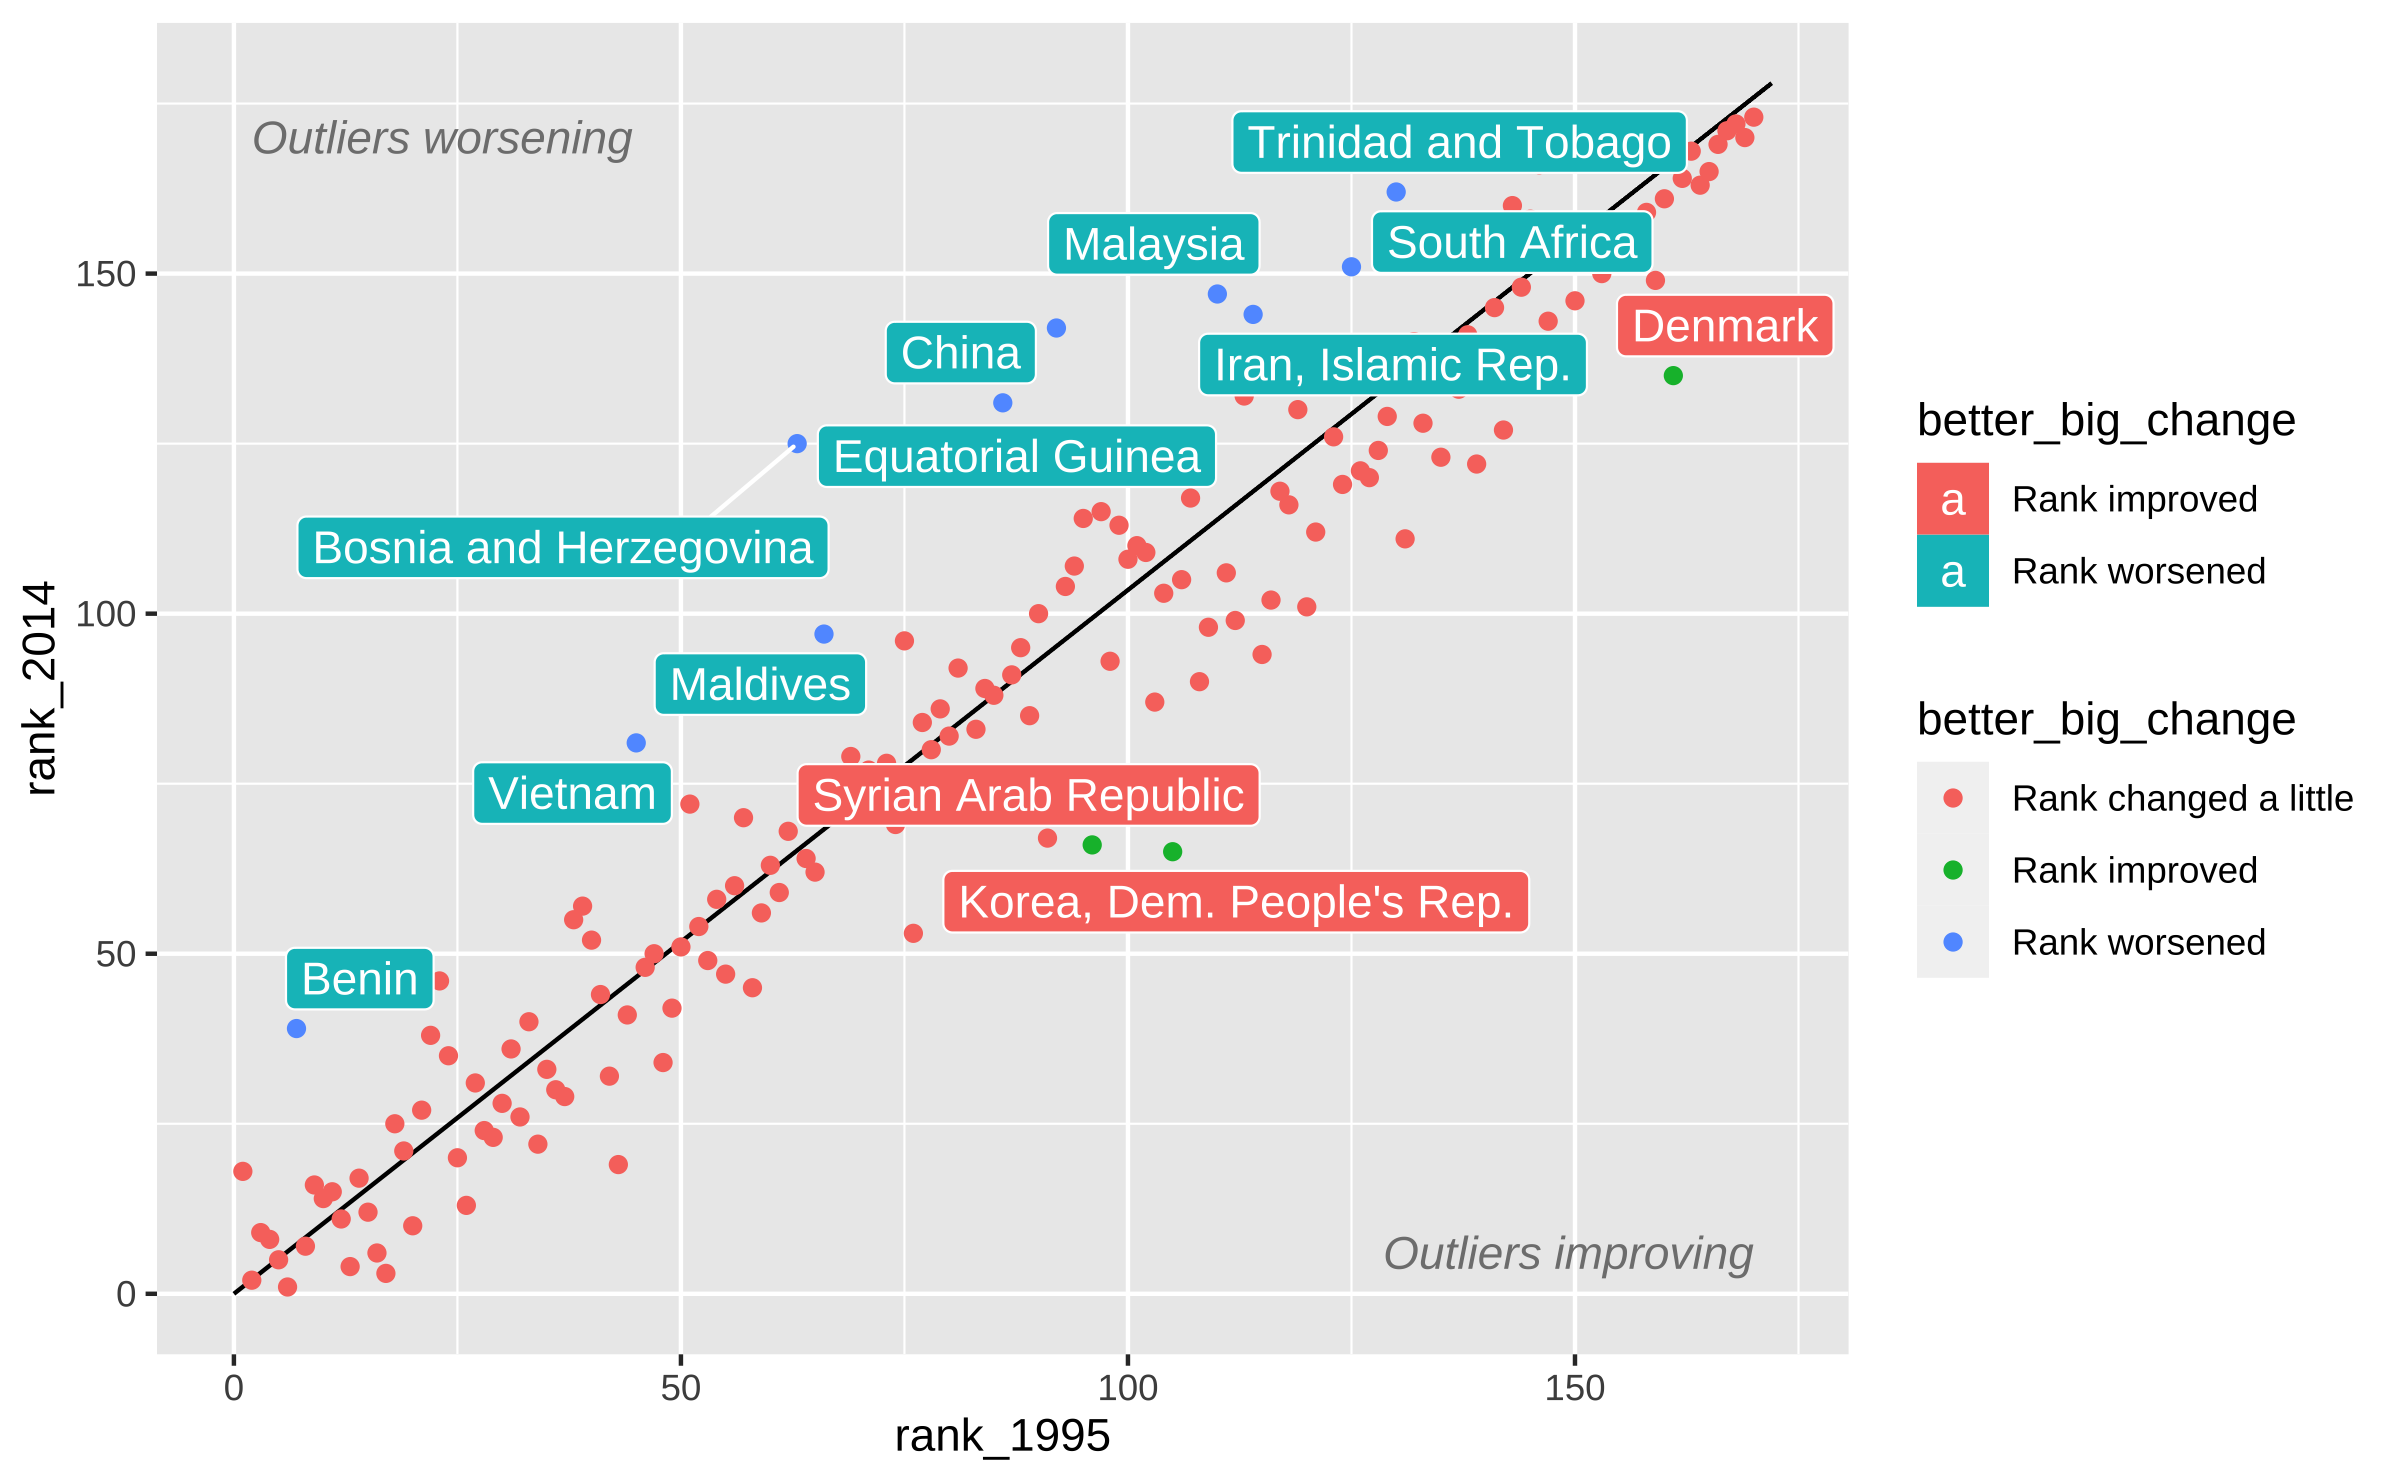 Outliers worsening
Trinidad and Tobago
Malaysia
South Africa
China
Denmark
Iran, Islamic Rep.
Equatorial Guinea
Bosnia and Herzegovina
Maldives
Vietnam
Syrian Arab Republic
Korea, Dem. People's Rep.
Benin
Outliers improving
150
100
50
0
rank_2014
0 50 100 150
rank_1995
better_big_change
a Rank improved
a Rank worsened
better_big_change
Rank changed a little
Rank improved
Rank worsened